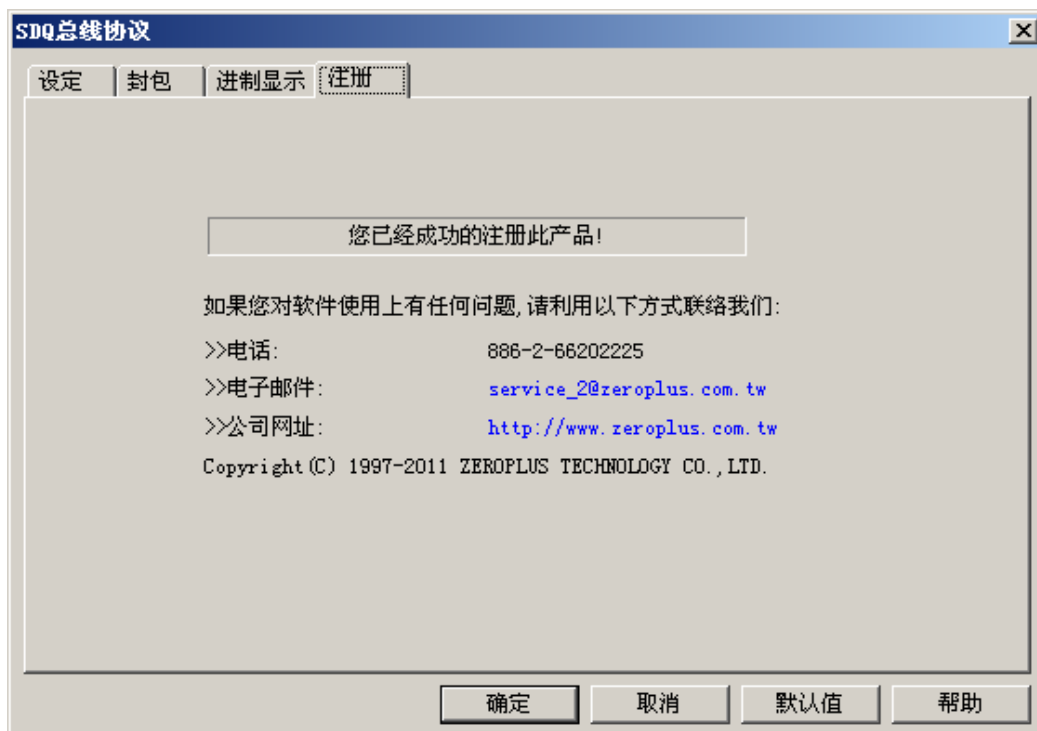 SDQ总线协议
设定 封包 进制显示 注册
您已经成功的注册此产品!
如果您对软件使用上有任何问题,请利用以下方式联络我们:
>>电话: 886-2-66202225
>>电子邮件: service_2@zeroplus.com.tw
>>公司网址: http://www.zeroplus.com.tw
Copyright(C) 1997-2011 ZEROPLUS TECHNOLOGY CO.,LTD.
确定 取消 默认值 帮助